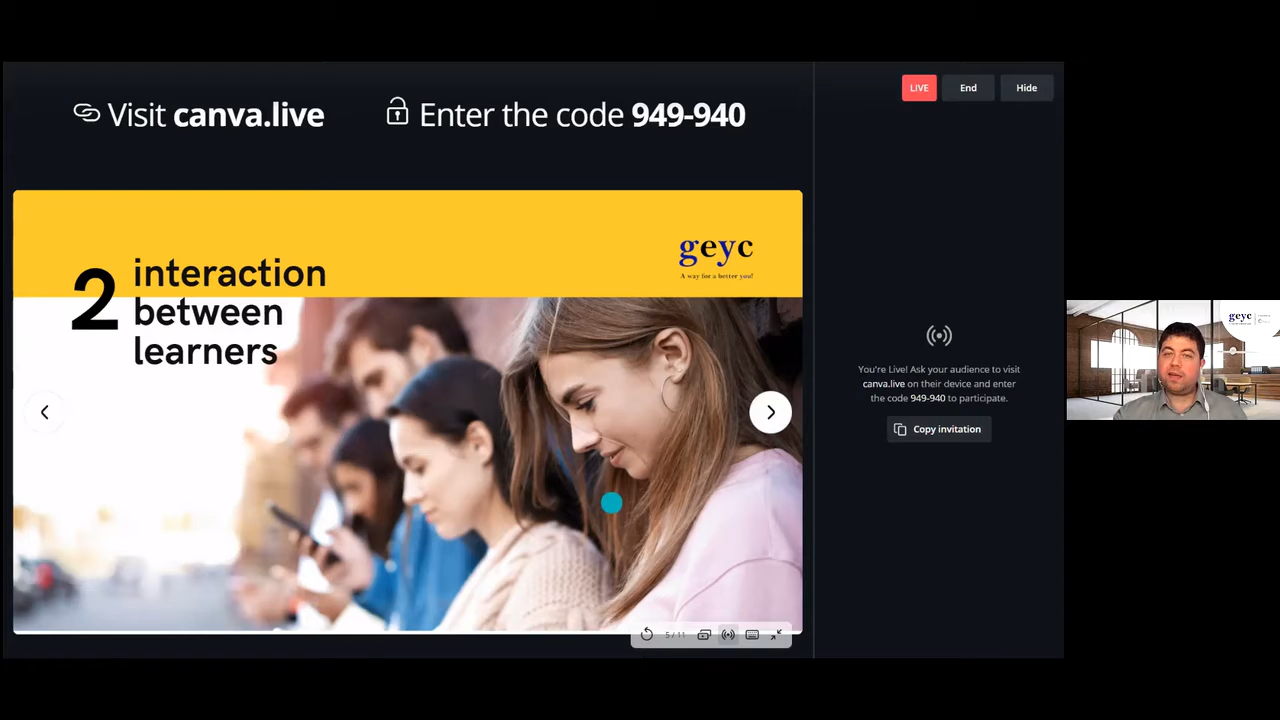 Visit canva.live
Enter the code 949-940
LIVE
End
Hide
geyc
A way for a better you!
2
interaction
between
learners
You're Live! Ask your audience to visit
canva.live on their device and enter
the code 949-940 to participate.
Copy invitation
5 / 11
geyc